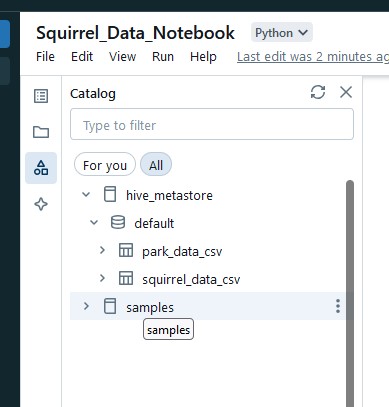 Squirrel_Data_Notebook Python
File Edit View Run Help Last edit was 2 minutes ag
Catalog
Type to filter
For you All
hive_metastore
default
park_data_csv
squirrel_data_csv
samples
samples